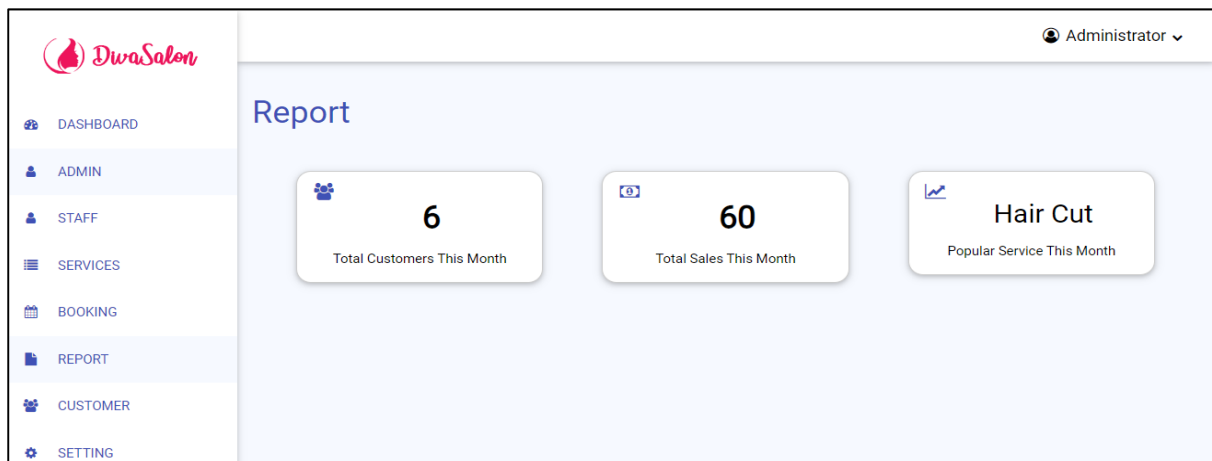 DivaSalon
Administrator
DASHBOARD
ADMIN
STAFF
SERVICES
BOOKING
REPORT
CUSTOMER
SETTING
Report
6
Total Customers This Month
60
Total Sales This Month
Hair Cut
Popular Service This Month